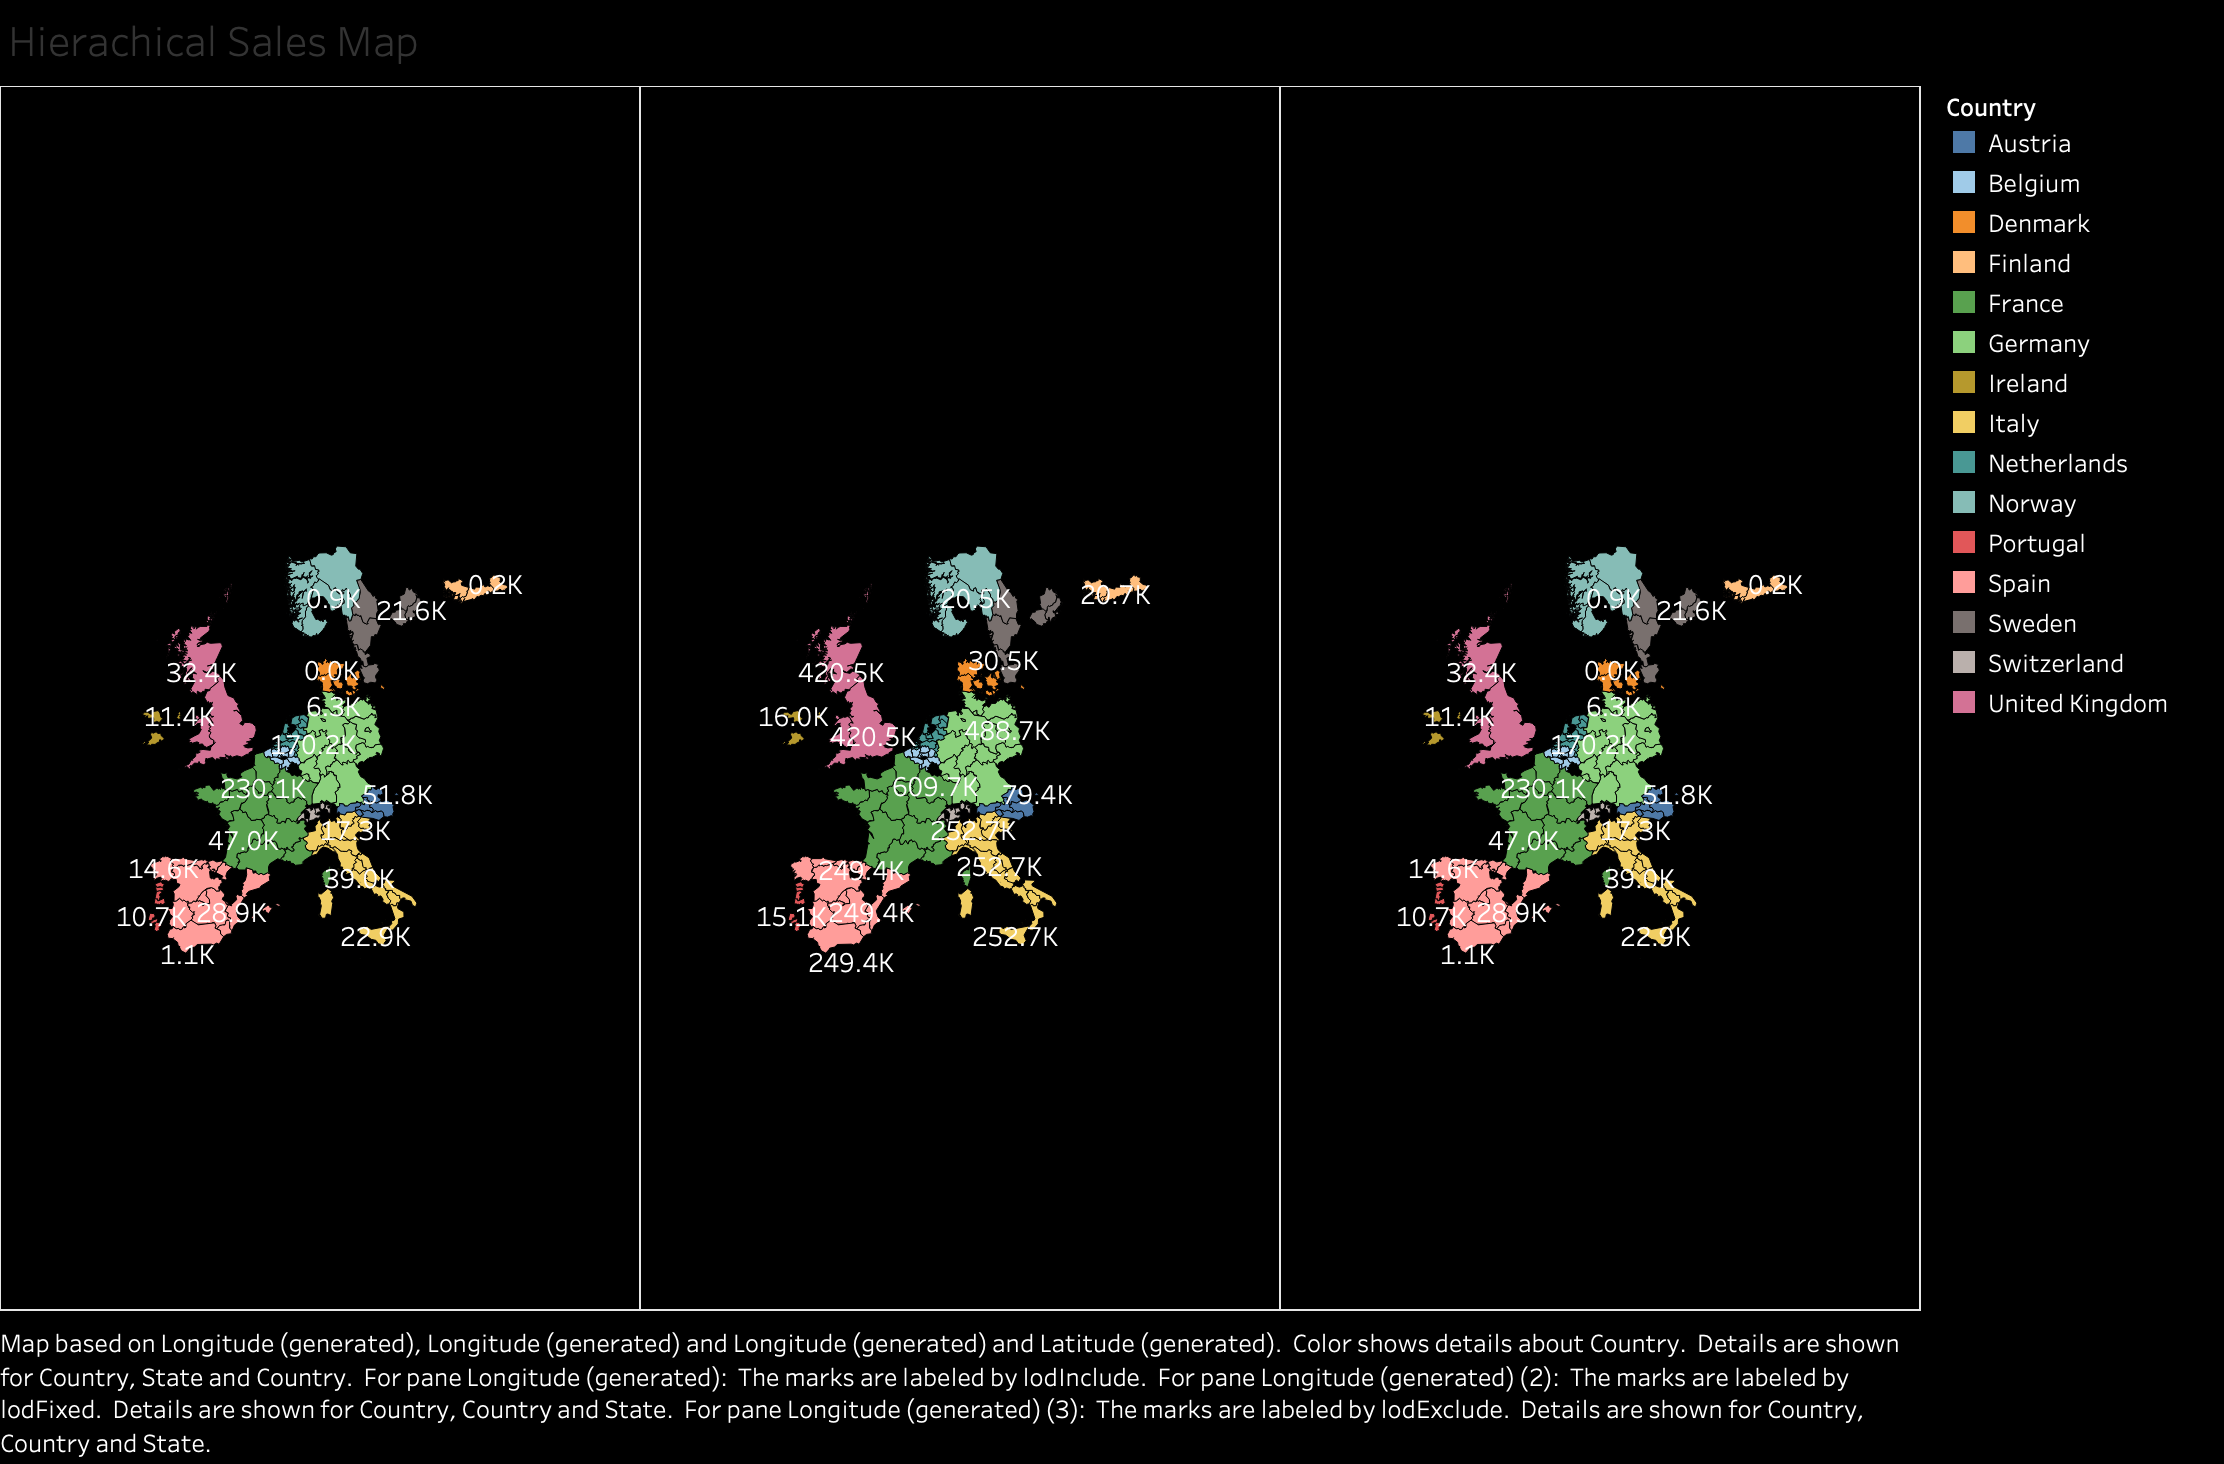 Hierachical Sales Map
0.9K
0.2K
21.6K
32.4K
0.0K
6.3K
11.4K
170.2K
230.1K
51.8K
17.3K
47.0K
14.6K
39.0K
10.7K
28.9K
22.9K
1.1K
20.5K
20.7K
30.5K
420.5K
16.0K
420.5K
488.7K
609.7K
79.4K
252.7K
249.4K
252.7K
15.1K
249.4K
252.7K
249.4K
0.9K
0.2K
21.6K
32.4K
0.0K
6.3K
11.4K
170.2K
230.1K
51.8K
17.3K
47.0K
14.6K
39.0K
10.7K
28.9K
22.9K
1.1K
Country
Austria
Belgium
Denmark
Finland
France
Germany
Ireland
Italy
Netherlands
Norway
Portugal
Spain
Sweden
Switzerland
United Kingdom
Map based on Longitude (generated), Longitude (generated) and Longitude (generated) and Latitude (generated).  Color shows details about Country.  Details are shown
for Country, State and Country.  For pane Longitude (generated):  The marks are labeled by lodInclude.  For pane Longitude (generated) (2):  The marks are labeled by
lodFixed.  Details are shown for Country, Country and State.  For pane Longitude (generated) (3):  The marks are labeled by lodExclude.  Details are shown for Country,
Country and State.